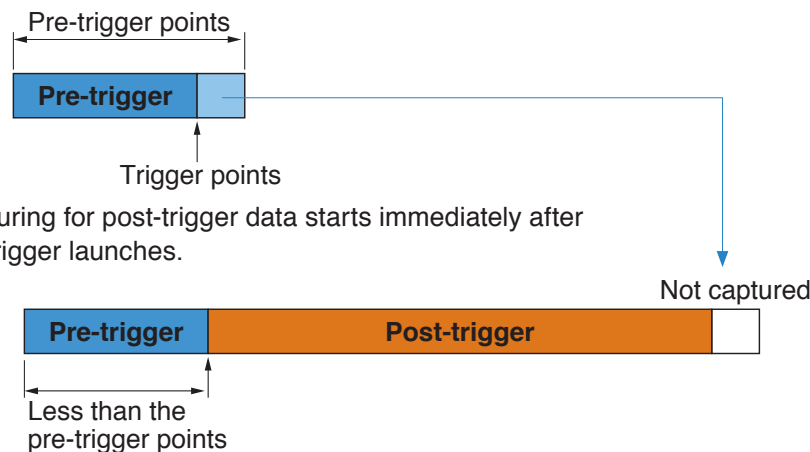 Pre-trigger points
Pre-trigger
Trigger points
uring for post-trigger data starts immediately after
rigger launches.
Not captured
Pre-trigger Post-trigger
Less than the
pre-trigger points